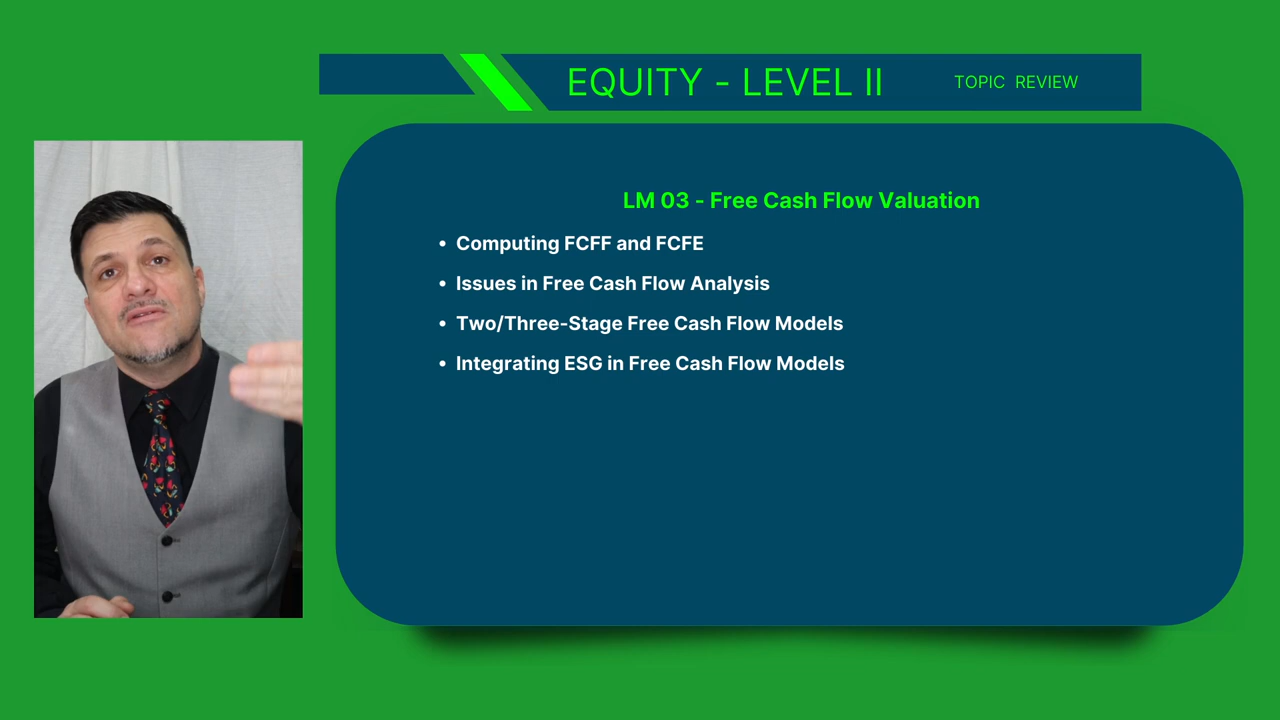 EQUITY - LEVEL II
TOPIC REVIEW
LM 03 - Free Cash Flow Valuation
• Computing FCFF and FCFE
• Issues in Free Cash Flow Analysis
• Two/Three-Stage Free Cash Flow Models
• Integrating ESG in Free Cash Flow Models